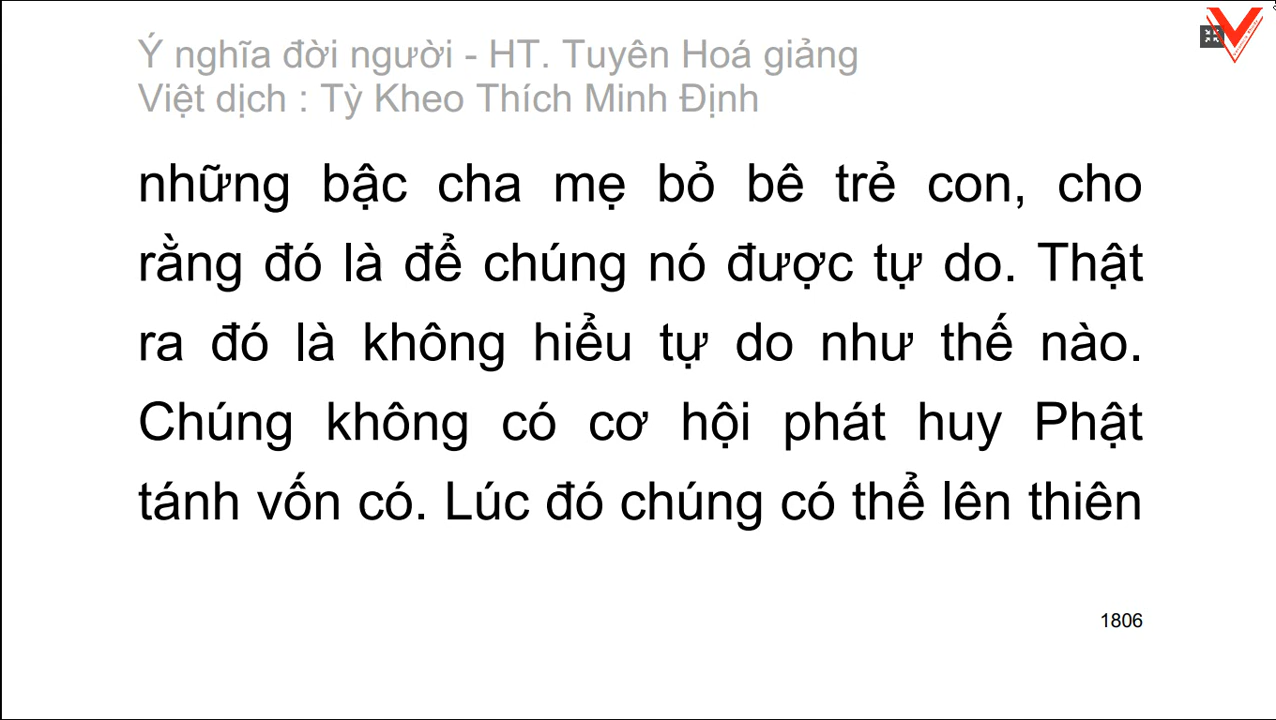 Ý nghĩa đời người - HT. Tuyên Hoá giảng
Việt dịch : Tỳ Kheo Thích Minh Định
những bậc cha mẹ bỏ bê trẻ con, cho
rằng đó là để chúng nó được tự do. Thật
ra đó là không hiểu tự do như thế nào.
Chúng không có cơ hội phát huy Phật
tánh vốn có. Lúc đó chúng có thể lên thiên
1806